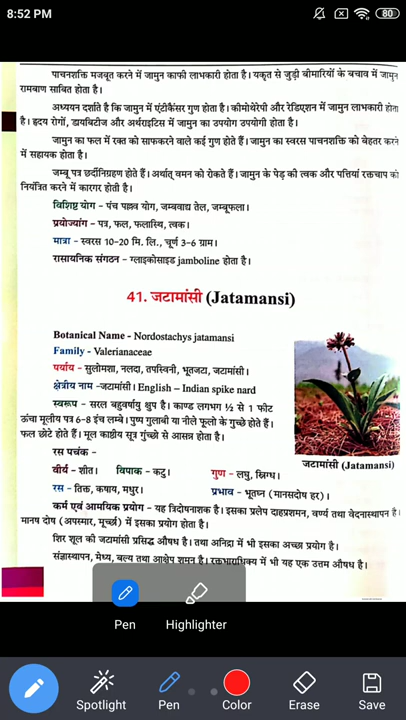 8:52 PM
80
पाचनशक्ति मजबूत करने में जामुन काफी लाभकारी होता है। यकृत से जुड़ी बीमारियों के बचाव में जामुन
रामबाण साबित होता है।
अध्ययन दर्शाते है कि जामुन में एंटीकैंसर गुण होते है। कीमोथेरेपी और रेडिएशन में जामुन लाभकारी होता
है। हृदय रोगों, डायबिटीज और अर्थराइटिस में जामुन का उपयोग उपयोगी होता है।
जामुन का फल में रक्त को साफकरने वाले कई गुण होते हैं। जामुन का स्वरस पाचनशक्ति को बेहतर करने
में सहायक होता है।
जम्बू पत्र छर्दीनिग्रहण होते हैं। अर्थात् वमन को रोकते हैं। जामुन के पेड़ की त्वक और पत्तियां रक्तचाप को
नियंत्रित करने में कारगर होती है।
विशिष्ट योग - पंच पल्लव योग, जम्बवाद्य तेल, जम्बूफला।
प्रयोज्यांग - पत्र, फल, फलास्थि, त्वक।
मात्रा - स्वरस 10-20 मि. लि., चूर्ण 3-6 ग्राम।
रासायनिक संगठन - ग्लाइकोसाइड jamboline होता है।
41. जटामांसी (Jatamansi)
Botanical Name - Nordostachys jatamansi
Family - Valerianaceae
पर्याय - सुलोमशा, नलदा, तपस्विनी, भूतजटा, जटामांसी।
क्षेत्रीय नाम -जटामांसी। English - Indian spike nard
स्वरूप - सरल बहुवर्षायु क्षुप है। काण्ड लगभग ½ से 1 फीट
ऊंचा मूलीय पत्र 6-8 इंच लम्बे। पुष्प गुलाबी या नीले फूलो के गुच्छे होते हैं।
फल छोटे होते हैं। मूल काष्ठीय सूत्र गुंच्छो से आसन्न होता है।
जटामांसी (Jatamansi)
रस पचंक-
वीर्य - शीत। विपाक - कटु। गुण - लघु, स्निग्ध।
रस - तिक्त, कषाय, मधुर। प्रभाव - भूतघ्न (मानसदोष हर)।
कर्म एवं आमयिक प्रयोग - यह त्रिदोषनाशक है। इसका प्रलेप दाहप्रशमन, वर्ण्य तथा वेदनास्थापन है।
मानष दोष (अपस्मार, मूर्च्छा) में इसका प्रयोग होता है।
शिर शूल की जटामांसी प्रसिद्ध औषध है। तथा अनिद्रा में भी इसका अच्छा प्रयोग है।
संज्ञास्थापन, मेध्य, बल्य तथा आक्षेप शमन है। रक्तभाराधिक्य में भी यह एक उत्तम औषध है।
Pen
Highlighter
Spotlight
Pen
Color
Erase
Save